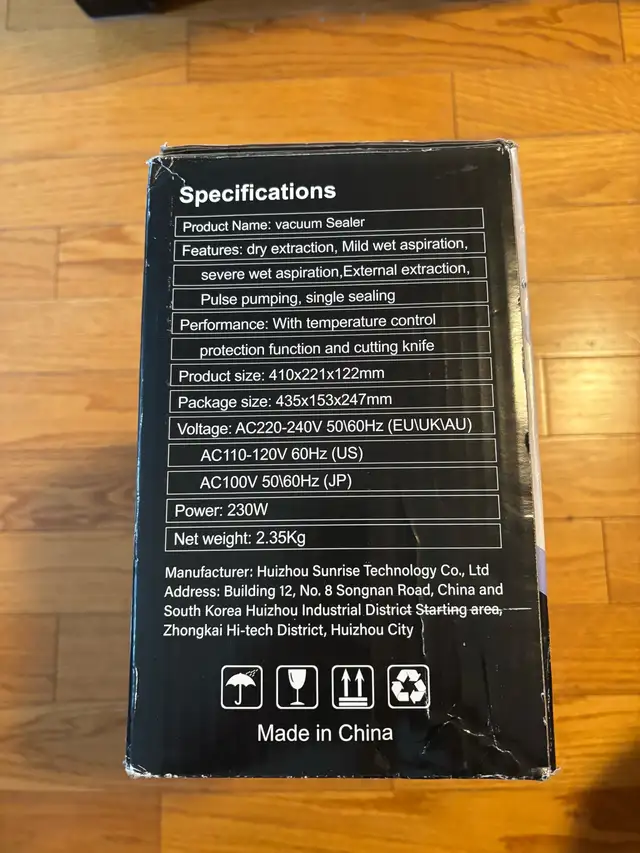 Specifications
Product Name: vacuum Sealer
Features: dry extraction, Mild wet aspiration,
severe wet aspiration,External extraction,
Pulse pumping, single sealing
Performance: With temperature control
protection function and cutting knife
Product size: 410x221x122mm
Package size: 435x153x247mm
Voltage: AC220-240V 50\60Hz (EU\UK\AU)
AC110-120V 60Hz (US)
AC100V 50\60Hz (JP)
Power: 230W
Net weight: 2.35Kg
Manufacturer: Huizhou Sunrise Technology Co., Ltd
Address: Building 12, No. 8 Songnan Road, China and
South Korea Huizhou Industrial District Starting area,
Zhongkai Hi-tech District, Huizhou City
Made in China